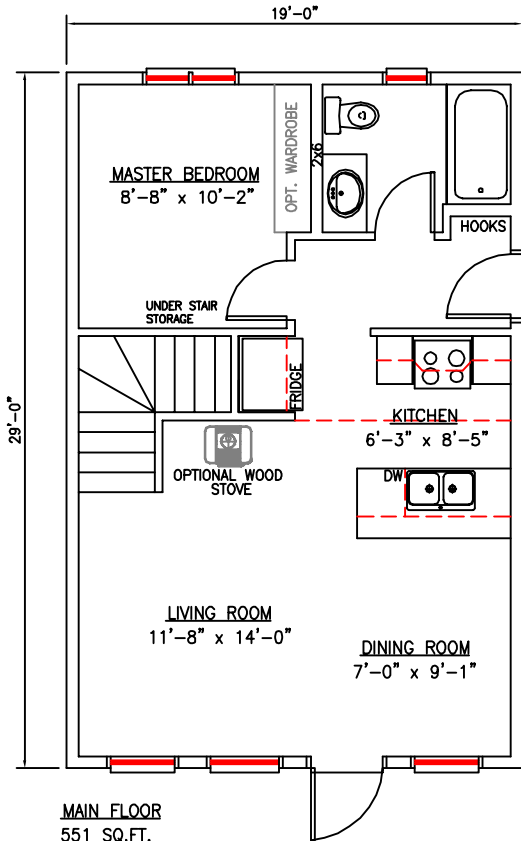 19'-0"
OPT. WARDROBE
2x6
MASTER BEDROOM
8'-8" x 10'-2"
HOOKS
UNDER STAIR
STORAGE
FRIDGE
29'-0"
KITCHEN
6'-3" x 8'-5"
OPTIONAL WOOD
STOVE
DW
LIVING ROOM
11'-8" x 14'-0"
DINING ROOM
7'-0" x 9'-1"
MAIN FLOOR
551 SQ.FT.